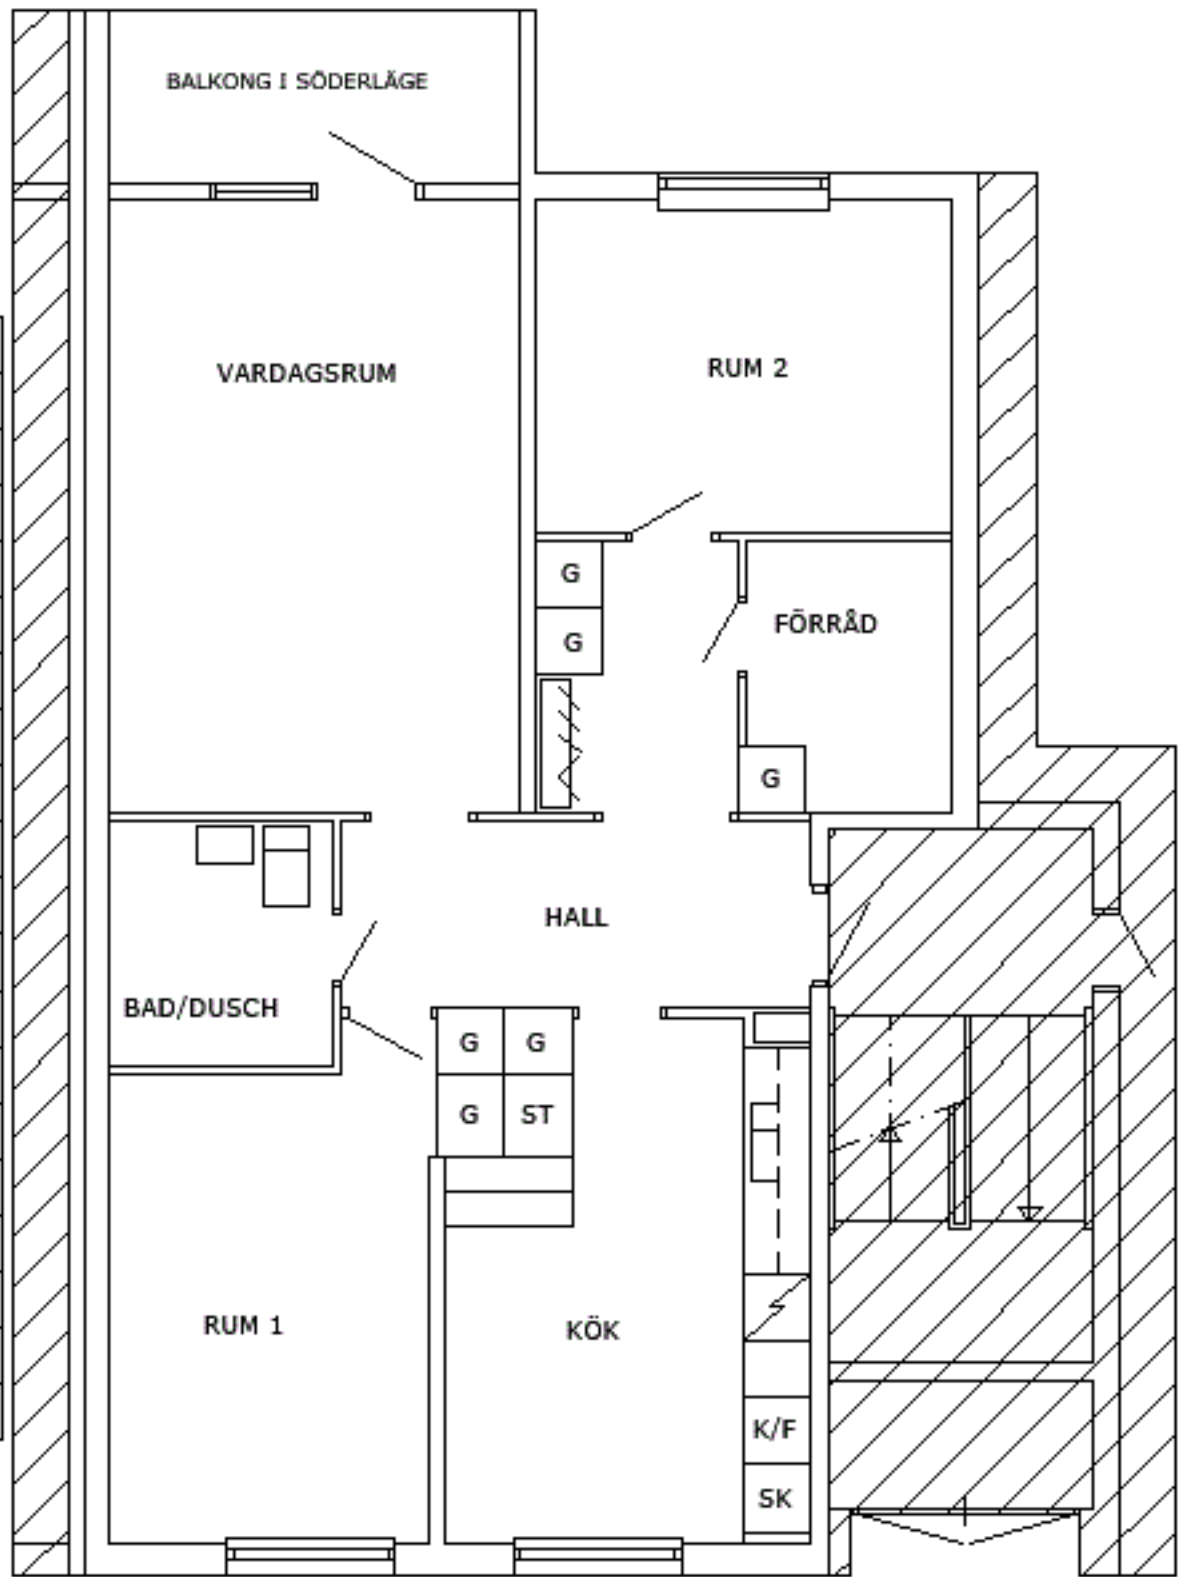 BALKONG I SÖDERLÄGE
VARDAGSRUM
RUM 2
G
G
FÖRRÅD
G
HALL
BAD/DUSCH
G G
G ST
RUM 1
KÖK
K/F
SK